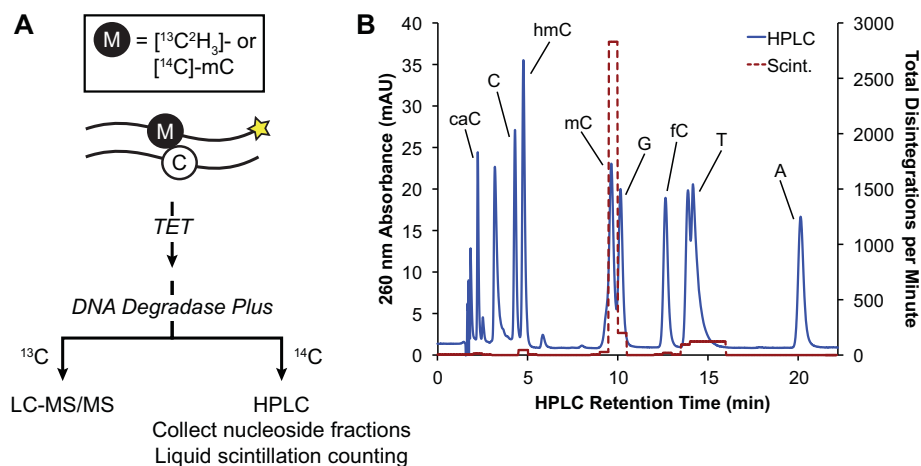 A
M = [¹³C²H₃]- or
[¹⁴C]-mC
M
C
TET
DNA Degradase Plus
¹³C
¹⁴C
LC-MS/MS
HPLC
Collect nucleoside fractions
Liquid scintillation counting
B
260 nm Absorbance (mAU)
40
35
30
25
20
15
10
5
0
caC
C
hmC
mC
G
fC
T
A
HPLC
Scint.
3000
2500
2000
1500
1000
500
0
Total Disintegrations per Minute
0 5 10 15 20
HPLC Retention Time (min)